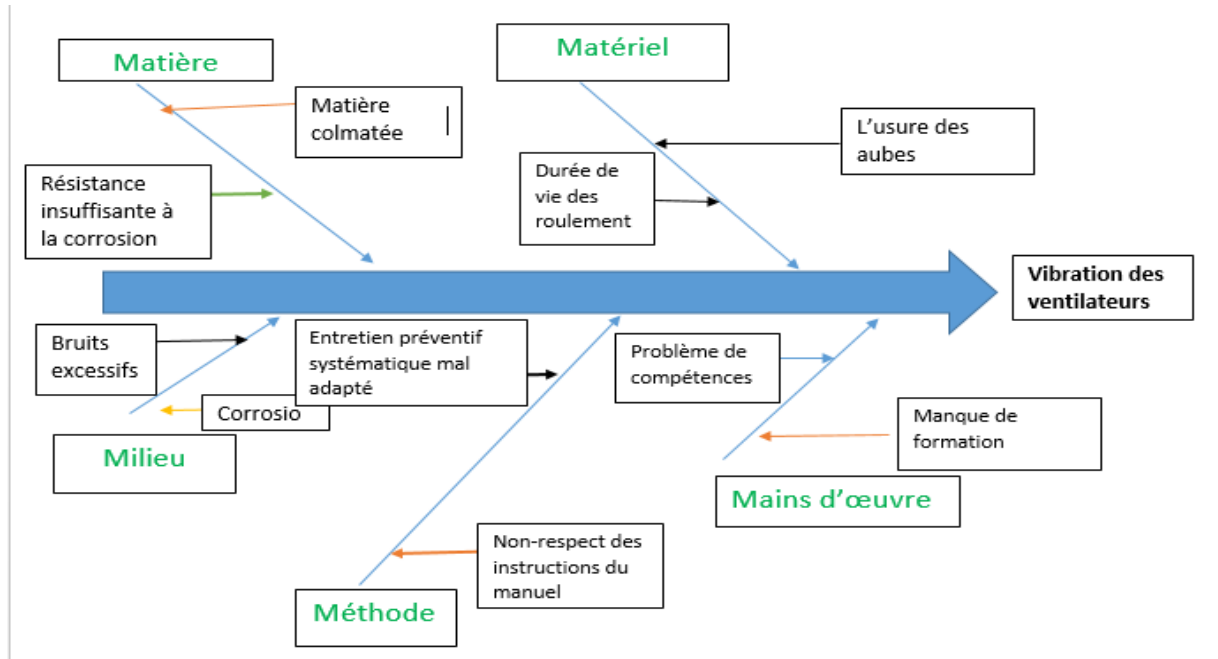 Matière
Matériel
Matière
colmatée
L’usure des
aubes
Résistance
insuffisante à
la corrosion
Durée de
vie des
roulement
Vibration des
ventilateurs
Bruits
excessifs
Entretien préventif
systématique mal
adapté
Problème de
compétences
Corrosio
Manque de
formation
Milieu
Mains d’œuvre
Non-respect des
instructions du
manuel
Méthode